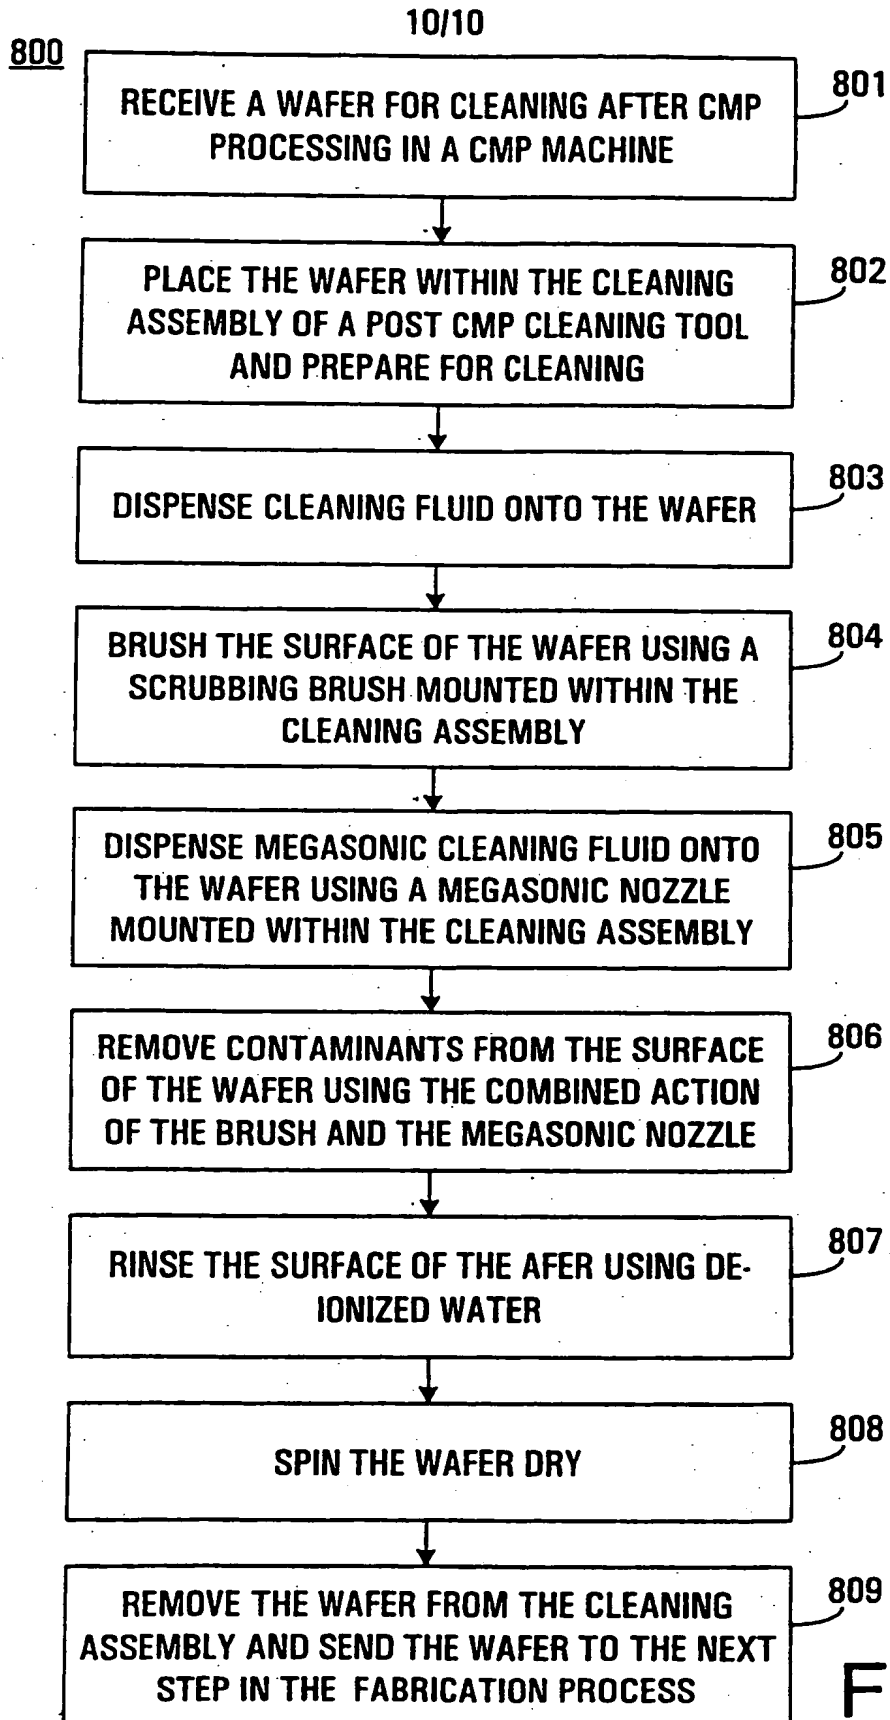 10/10
800
RECEIVE A WAFER FOR CLEANING AFTER CMP
PROCESSING IN A CMP MACHINE
801
PLACE THE WAFER WITHIN THE CLEANING
ASSEMBLY OF A POST CMP CLEANING TOOL
AND PREPARE FOR CLEANING
802
DISPENSE CLEANING FLUID ONTO THE WAFER
803
BRUSH THE SURFACE OF THE WAFER USING A
SCRUBBING BRUSH MOUNTED WITHIN THE
CLEANING ASSEMBLY
804
DISPENSE MEGASONIC CLEANING FLUID ONTO
THE WAFER USING A MEGASONIC NOZZLE
MOUNTED WITHIN THE CLEANING ASSEMBLY
805
REMOVE CONTAMINANTS FROM THE SURFACE
OF THE WAFER USING THE COMBINED ACTION
OF THE BRUSH AND THE MEGASONIC NOZZLE
806
RINSE THE SURFACE OF THE AFER USING DE-
IONIZED WATER
807
SPIN THE WAFER DRY
808
REMOVE THE WAFER FROM THE CLEANING
ASSEMBLY AND SEND THE WAFER TO THE NEXT
STEP IN THE FABRICATION PROCESS
809
F